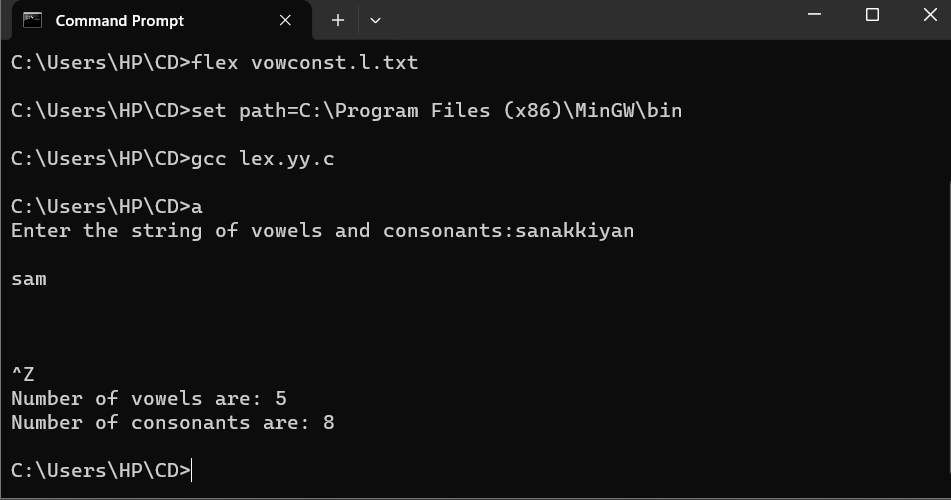 Command Prompt
C:\Users\HP\CD>flex vowconst.l.txt
C:\Users\HP\CD>set path=C:\Program Files (x86)\MinGW\bin
C:\Users\HP\CD>gcc lex.yy.c
C:\Users\HP\CD>a
Enter the string of vowels and consonants:sanakkiyan
sam
^Z
Number of vowels are: 5
Number of consonants are: 8
C:\Users\HP\CD>